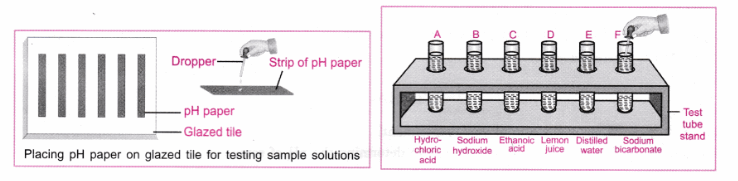 Dropper
Strip of pH paper
pH paper
Glazed tile
Placing pH paper on glazed tile for testing sample solutions
A B C D E F
Test
tube
stand
Hydro-
chloric
acid
Sodium
hydroxide
Ethanoic
acid
Lemon
juice
Distilled
water
Sodium
bicarbonate